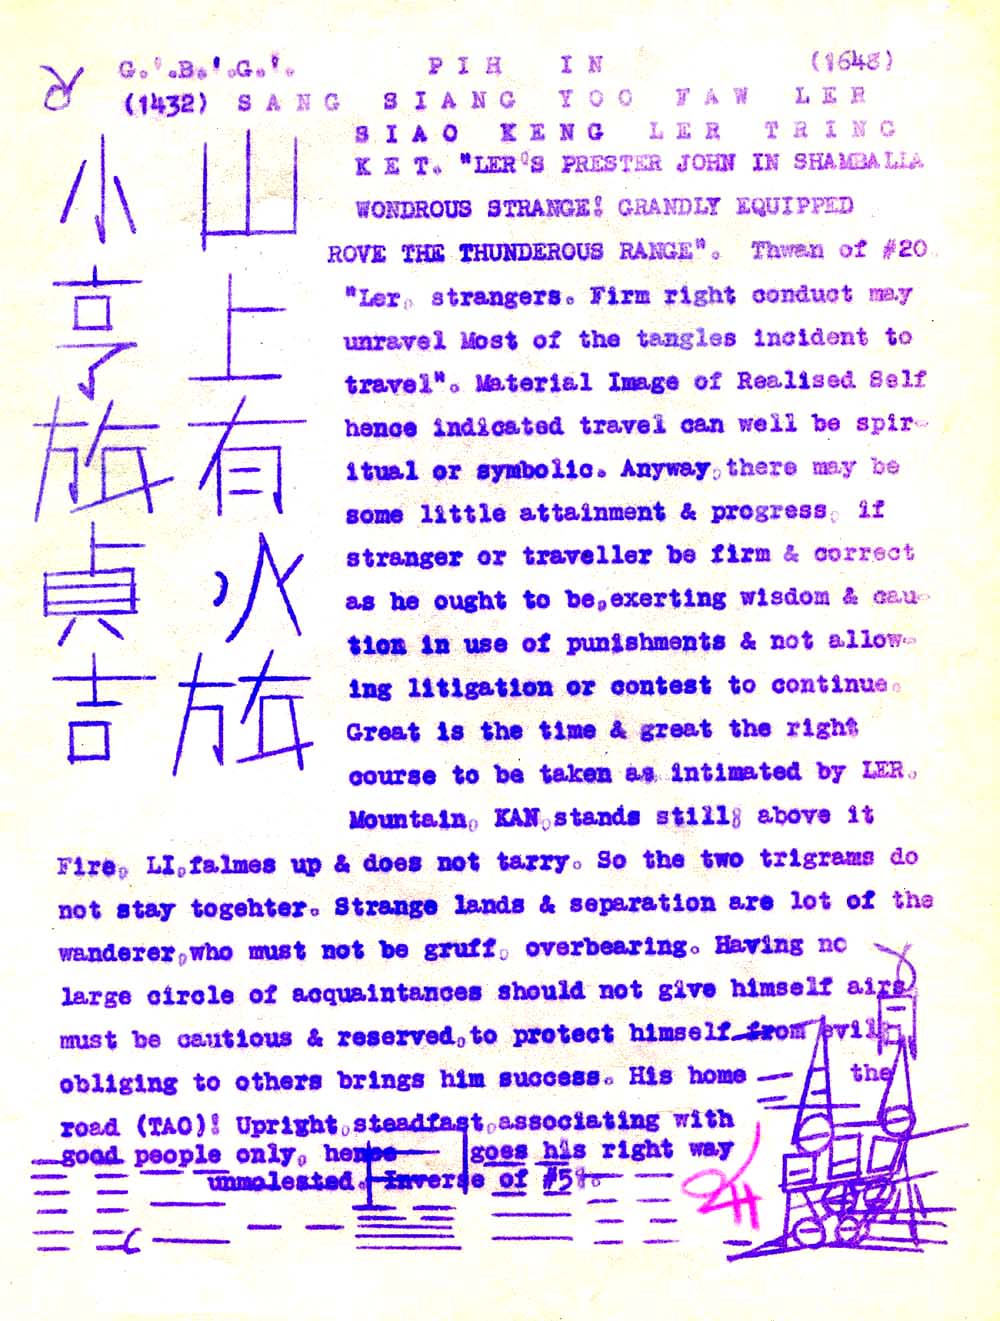 G.'.B.'.G.'. PIH IN (1648)
(1432) SANG SIANG YOO FAW LER
SIAO KENG LER TRING
KET. "LER'S PRESTER JOHN IN SHAMBALLA
WONDROUS STRANGE! GRANDLY EQUIPPED
ROVE THE THUNDEROUS RANGE". Thwan of #20
"Ler, strangers. Firm right conduct may
unravel Most of the tangles incident to
travel". Material Image of Realised Self
hence indicated travel can well be spir-
itual or symbolic. Anyway, there may be
some little attainment & progress, if
stranger or traveller be firm & correct
as he ought to be, exerting wisdom & cau-
tion in use of punishments & not allow-
ing litigation or contest to continue.
Great is the time & great the right
course to be taken as intimated by LER.
Mountain, KAN, stands still; above it
Fire, LI, falmes up & does not tarry. So the two trigrams do
not stay togehter. Strange lands & separation are lot of the
wanderer, who must not be gruff, overbearing. Having no
large circle of acquaintances should not give himself airs
must be cautious & reserved, to protect himself from evil;
obliging to others brings him success. His home the
road (TAO)! Upright, steadfast, associating with
good people only, hence goes his right way
unmolested. Inverse of #5
山上有火旅
小亨旅貞吉